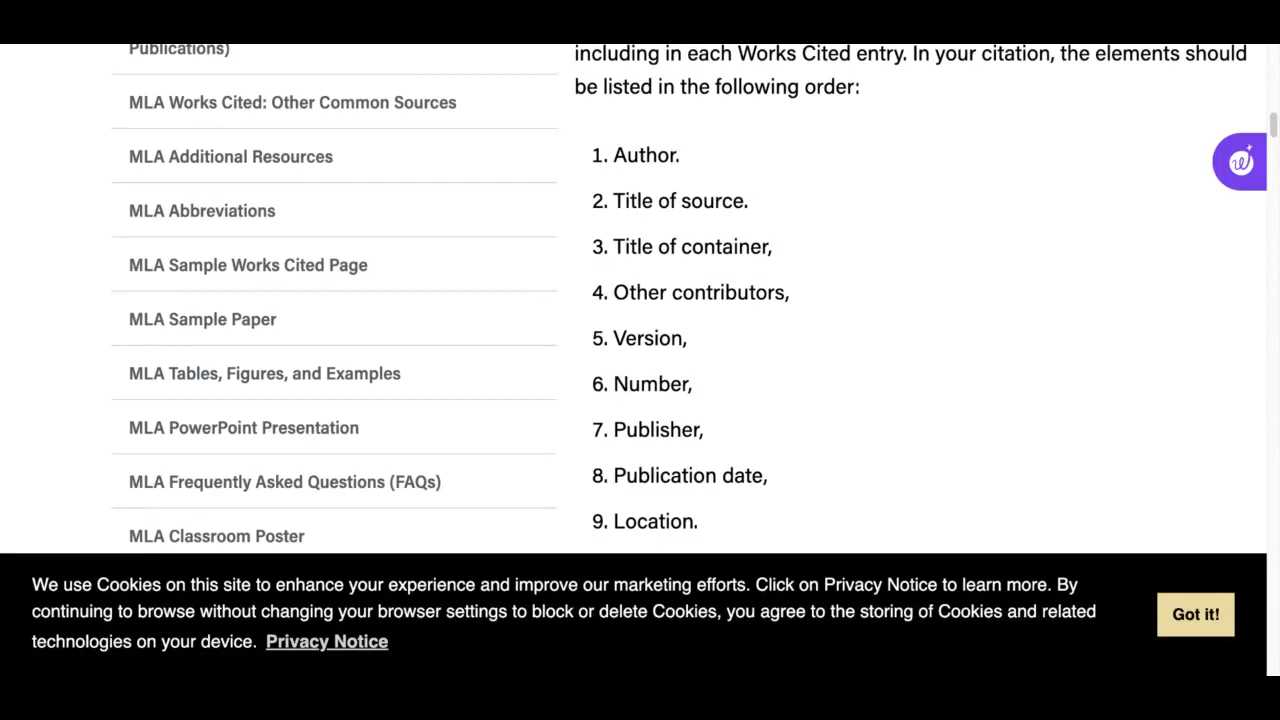 Publications)
MLA Works Cited: Other Common Sources
MLA Additional Resources
MLA Abbreviations
MLA Sample Works Cited Page
MLA Sample Paper
MLA Tables, Figures, and Examples
MLA PowerPoint Presentation
MLA Frequently Asked Questions (FAQs)
MLA Classroom Poster
including in each Works Cited entry. In your citation, the elements should
be listed in the following order:
1. Author.
2. Title of source.
3. Title of container,
4. Other contributors,
5. Version,
6. Number,
7. Publisher,
8. Publication date,
9. Location.
We use Cookies on this site to enhance your experience and improve our marketing efforts. Click on Privacy Notice to learn more. By
continuing to browse without changing your browser settings to block or delete Cookies, you agree to the storing of Cookies and related
technologies on your device. Privacy Notice
Got it!